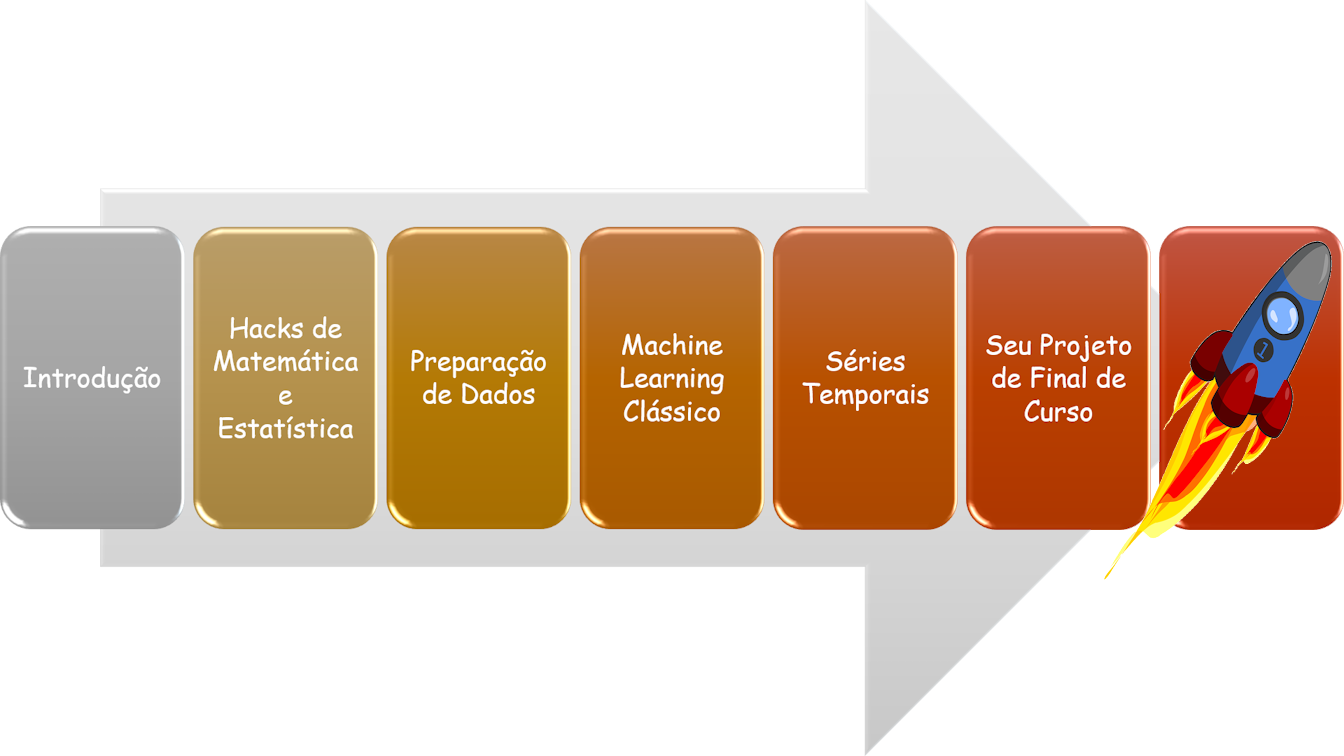 Introdução
Hacks de
Matemática
e
Estatística
Preparação
de Dados
Machine
Learning
Clássico
Séries
Temporais
Seu Projeto
de Final de
Curso
1